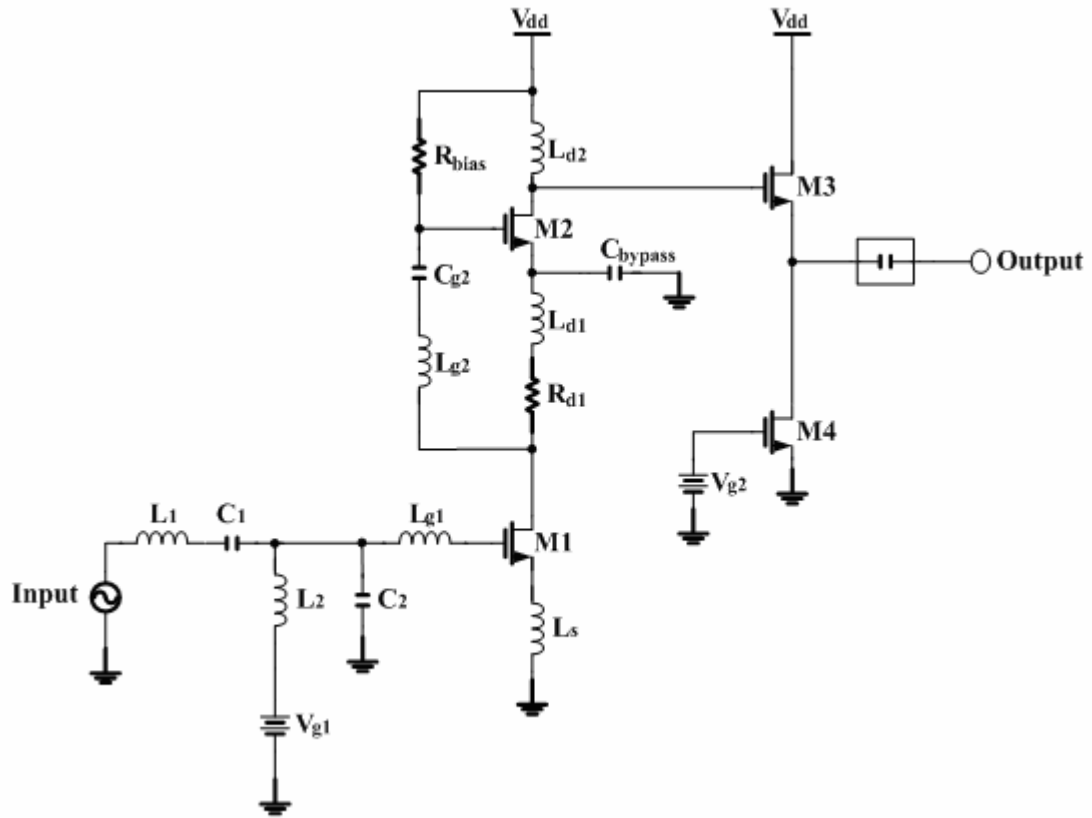 Vdd
Vdd
Rbias
Ld2
M3
M2
Cbypass
Cg2
Output
Ld1
Lg2
Rd1
M4
Vg2
L1
C1
Lg1
M1
Input
L2
C2
Ls
Vg1